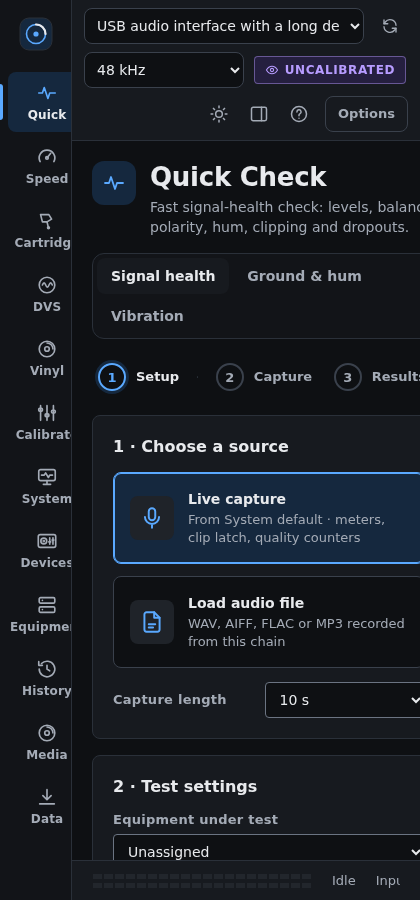 USB audio interface with a long de
48 kHz
UNCALIBRATED
Options
Quick
Speed
Cartridg
DVS
Vinyl
Calibrat
System
Devices
Equipmen
History
Media
Data
Quick Check
Fast signal-health check: levels, balanc
polarity, hum, clipping and dropouts.
Signal health
Ground & hum
Vibration
1 Setup · 2 Capture 3 Results
1 · Choose a source
Live capture
From System default · meters,
clip latch, quality counters
Load audio file
WAV, AIFF, FLAC or MP3 recorded
from this chain
Capture length
10 s
2 · Test settings
Equipment under test
Unassigned
Idle
Inpu